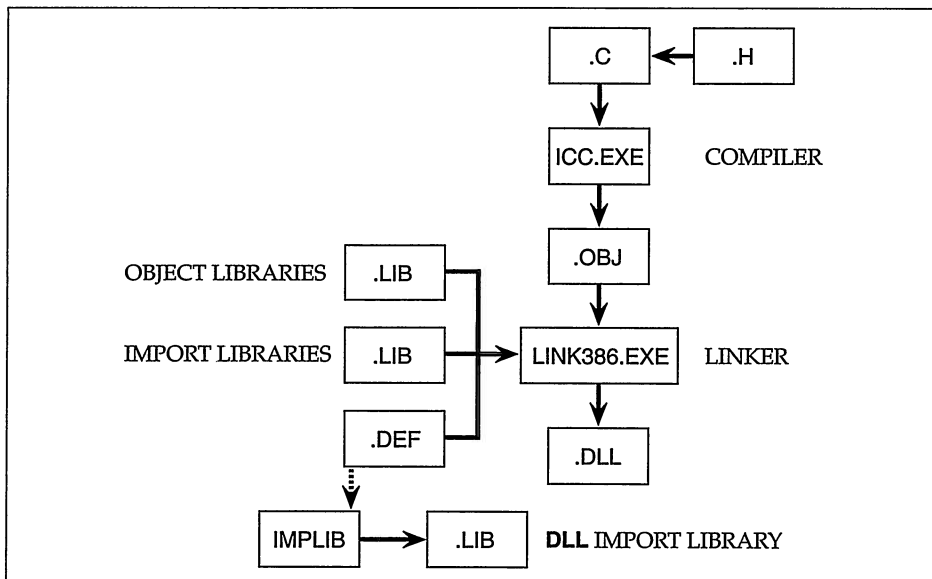 .C
.H
ICC.EXE
COMPILER
.OBJ
OBJECT LIBRARIES
.LIB
IMPORT LIBRARIES
.LIB
LINK386.EXE
LINKER
.DEF
.DLL
IMPLIB
.LIB
DLL IMPORT LIBRARY